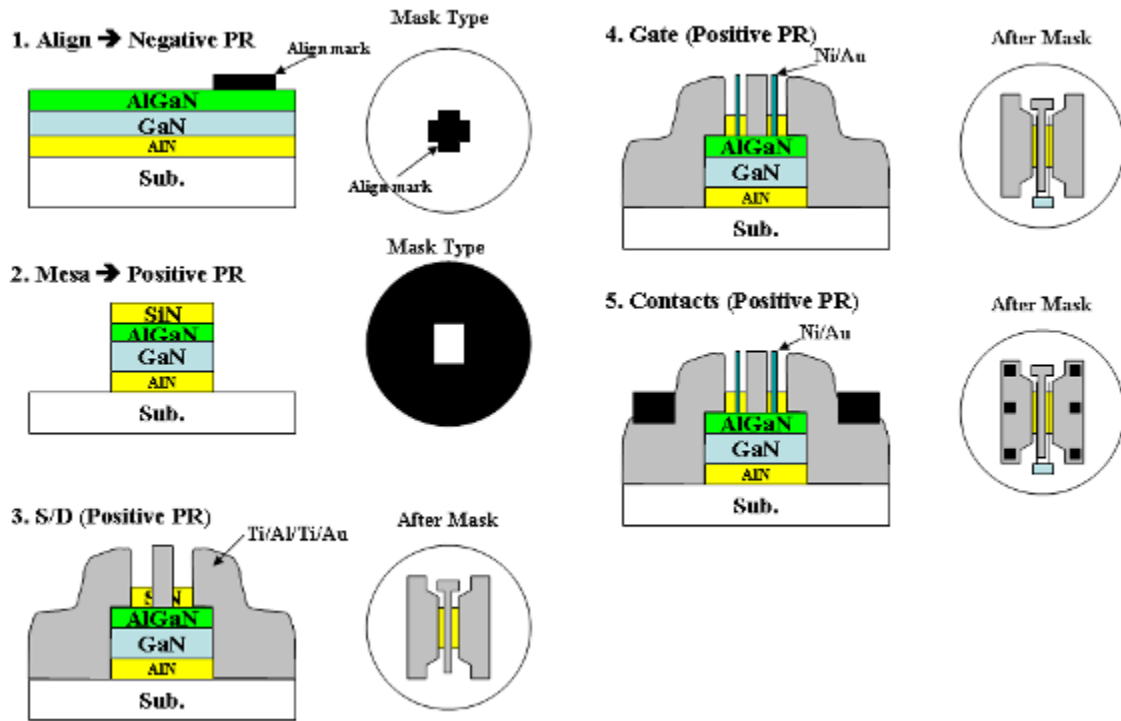 Mask Type
1. Align ➔ Negative PR
Align mark
AlGaN
GaN
AlN
Sub.
Align mark
2. Mesa ➔ Positive PR
Mask Type
SiN
AlGaN
GaN
AlN
Sub.
3. S/D (Positive PR)
Ti/Al/Ti/Au
After Mask
SiN
AlGaN
GaN
AlN
Sub.
4. Gate (Positive PR)
Ni/Au
After Mask
AlGaN
GaN
AlN
Sub.
5. Contacts (Positive PR)
Ni/Au
After Mask
AlGaN
GaN
AlN
Sub.